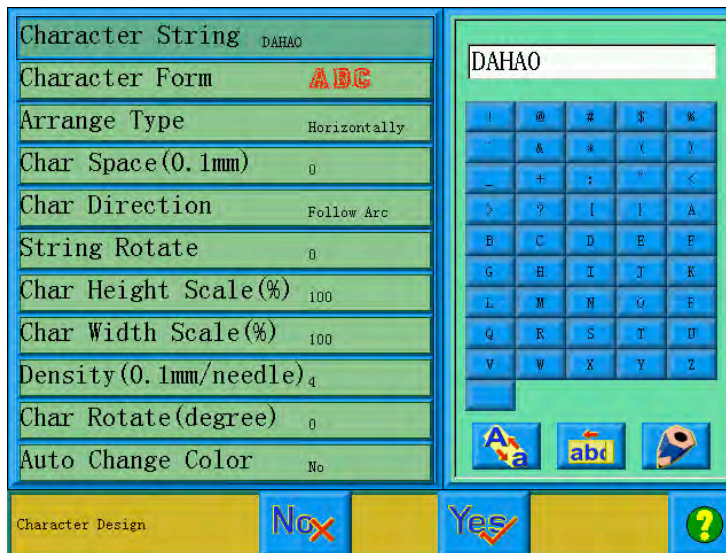 Character String DAHAO
Character Form ABC
Arrange Type Horizontally
Char Space(0.1mm) 0
Char Direction Follow Arc
String Rotate 0
Char Height Scale(%) 100
Char Width Scale(%) 100
Density(0.1mm/needle) 4
Char Rotate(degree) 0
Auto Change Color No
DAHAO
! @ # $ %
& * ( )
_ + : " <
> ? { } A
B C D E F
G H I J K
L M N O P
Q R S T U
V W X Y Z
A a
abc
Character Design
No
Yes
?